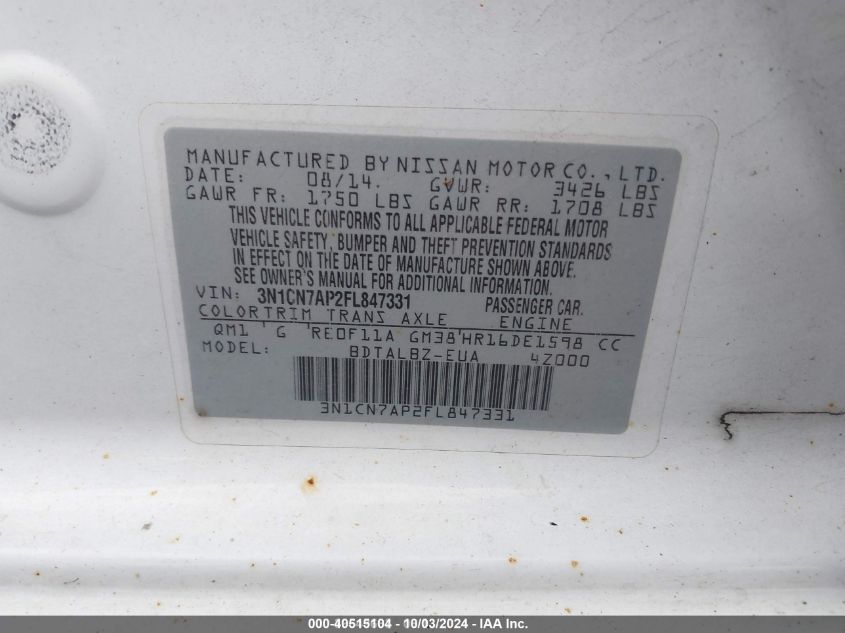 MANUFACTURED BY NISSAN MOTOR CO., LTD.
DATE: 08/14. GVWR: 3426 LBS
GAWR FR: 1750 LBS GAWR RR: 1708 LBS
THIS VEHICLE CONFORMS TO ALL APPLICABLE FEDERAL MOTOR
VEHICLE SAFETY, BUMPER AND THEFT PREVENTION STANDARDS
IN EFFECT ON THE DATE OF MANUFACTURE SHOWN ABOVE.
SEE OWNER'S MANUAL FOR ADDITIONAL INFORMATION.
VIN: 3N1CN7AP2FL847331 PASSENGER CAR.
COLORTRIM TRANS AXLE ENGINE
QM1 ' G 'RE0F11A GM38'HR16DE1598 CC
MODEL: BDTALBZ-EUA 4Z000
3N1CN7AP2FL847331
000-40515104 - 10/03/2024 - IAA Inc.